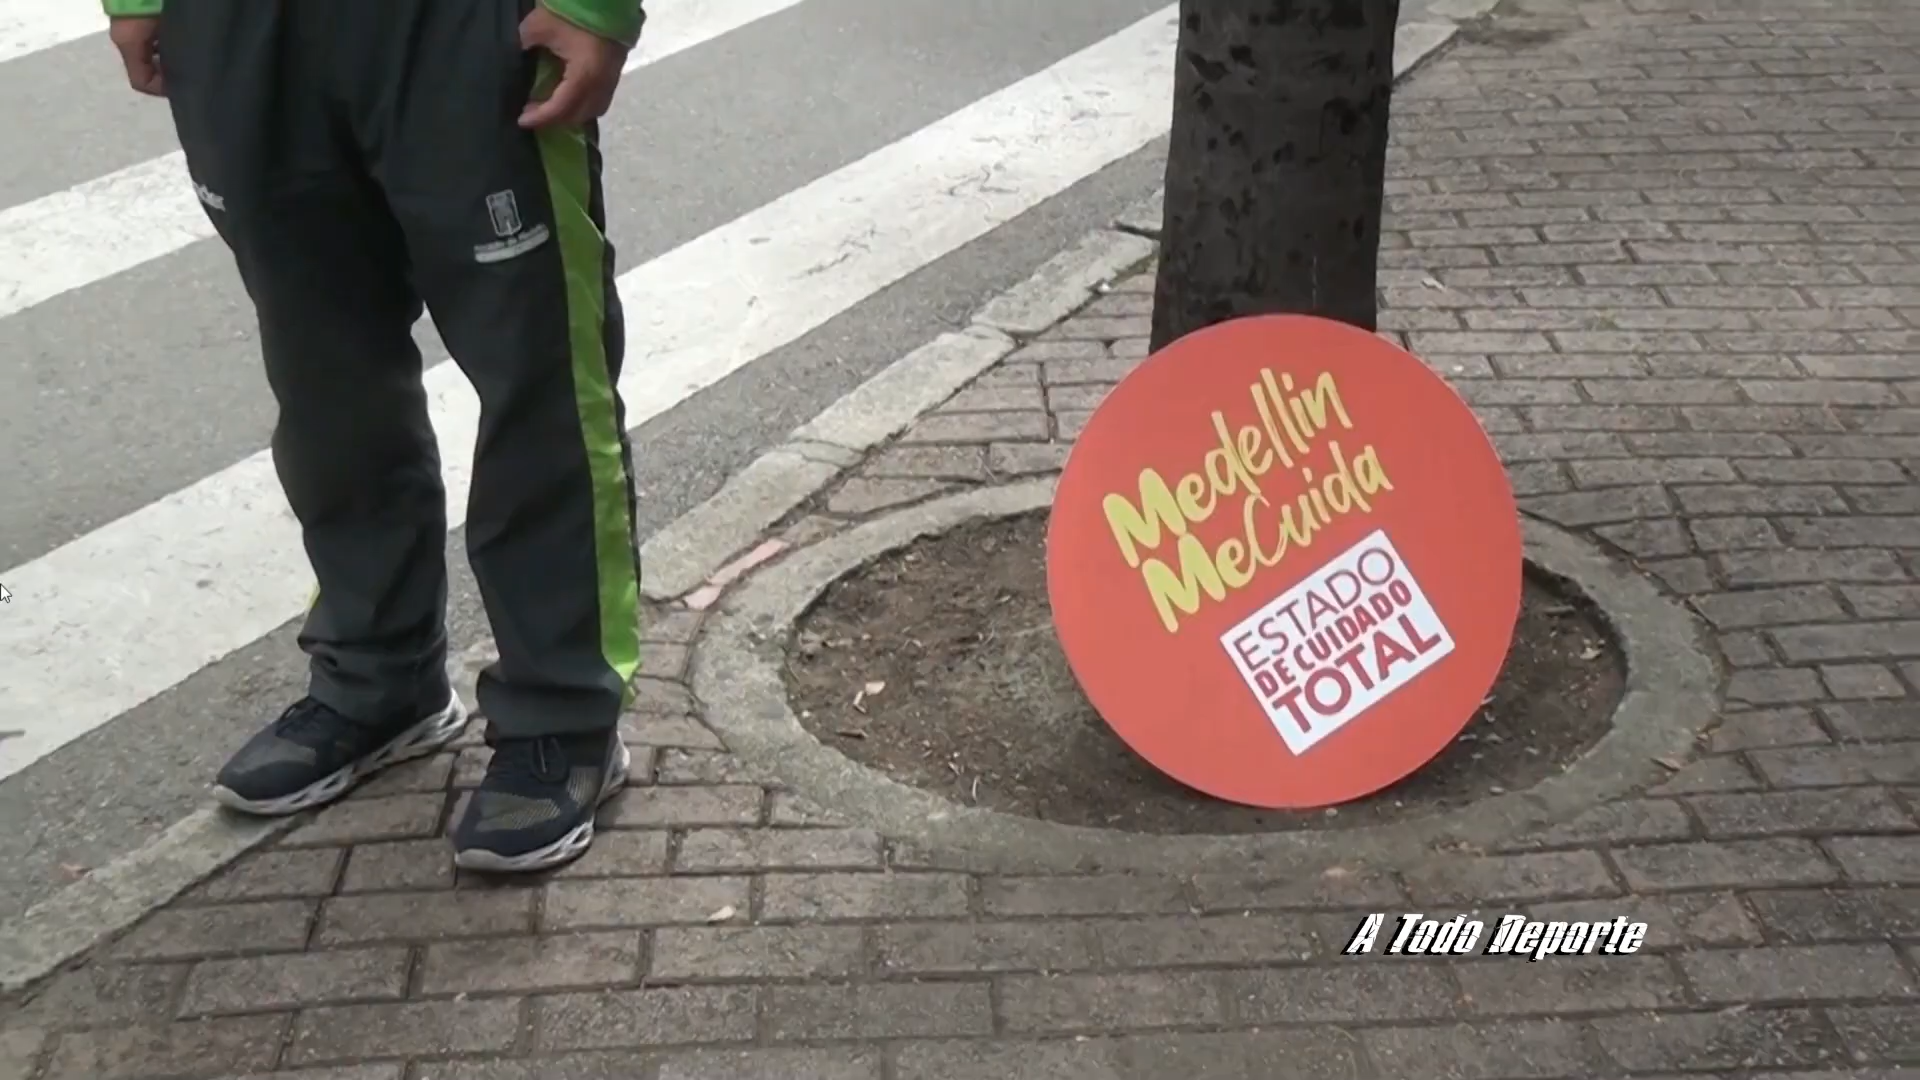 Medellin
MeCuida
ESTADO
DE CUIDADO
TOTAL
A Todo Deporte